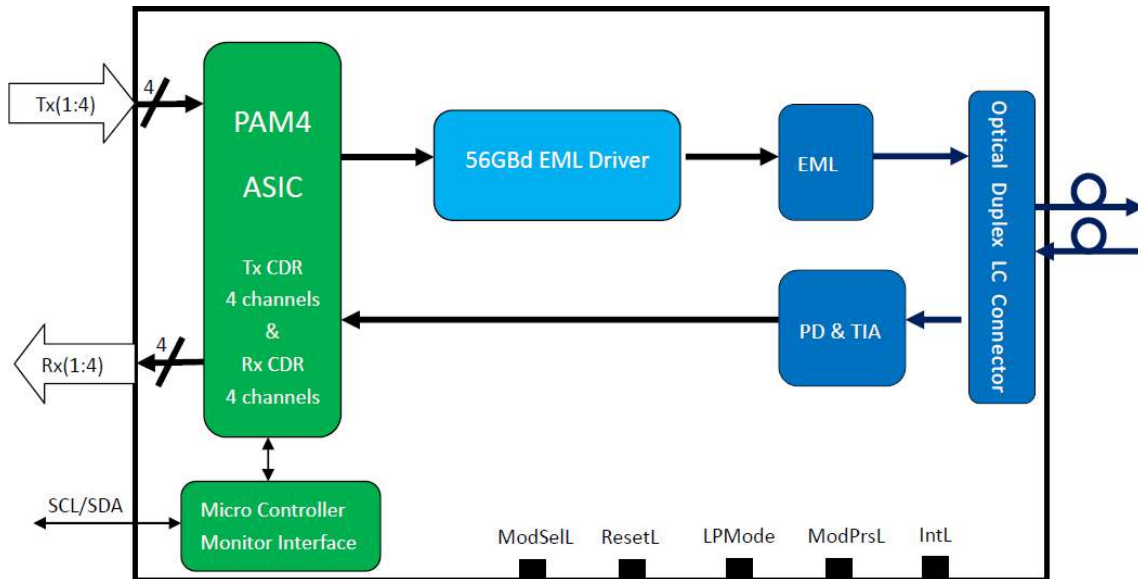 4
Tx(1:4)
PAM4
ASIC
Tx CDR
4 channels
&
Rx CDR
4 channels
56GBd EML Driver
EML
Optical Duplex LC Connector
PD & TIA
4
Rx(1:4)
SCL/SDA
Micro Controller
Monitor Interface
ModSelL
ResetL
LPMode
ModPrsL
IntL